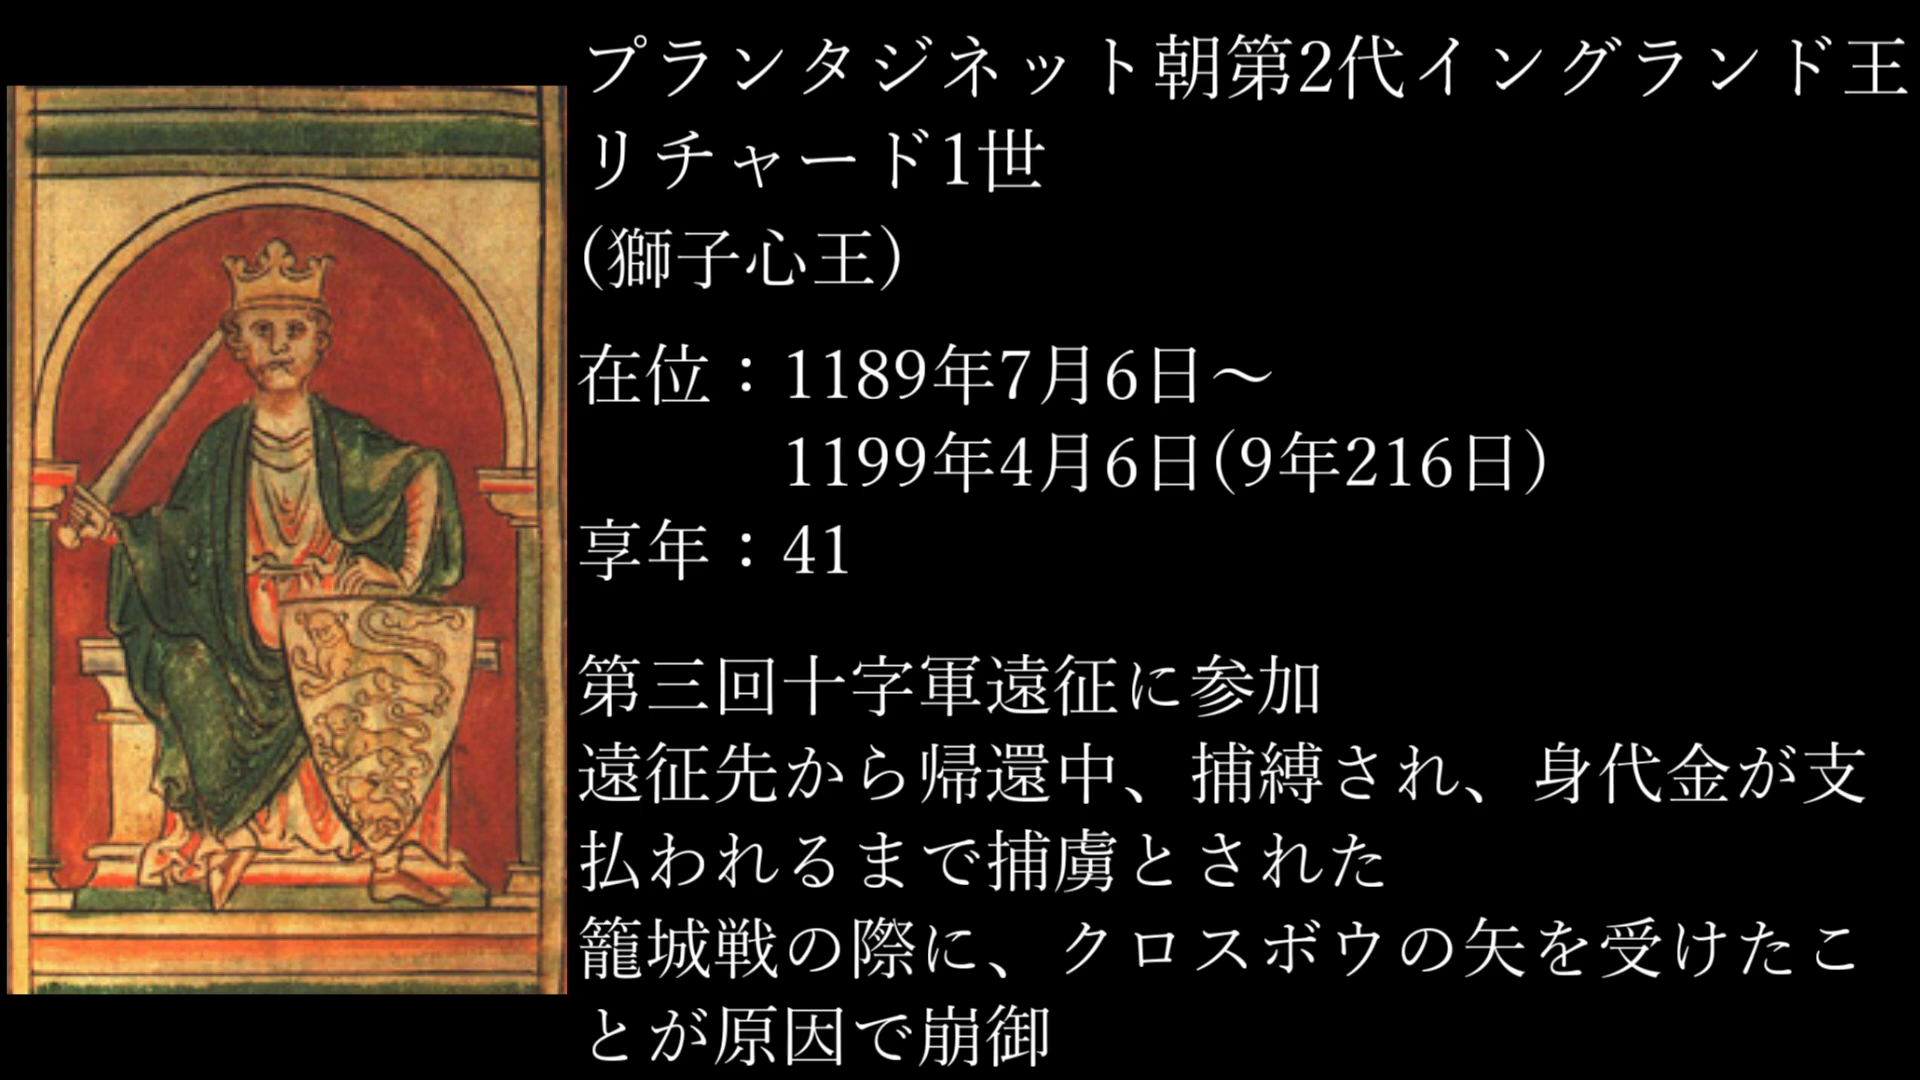 プランタジネット朝第2代イングランド王
リチャード1世
(獅子心王)
在位：1189年7月6日～
1199年4月6日(9年216日)
享年：41
第三回十字軍遠征に参加
遠征先から帰還中、捕縛され、身代金が支
払われるまで捕虜とされた
籠城戦の際に、クロスボウの矢を受けたこ
とが原因で崩御